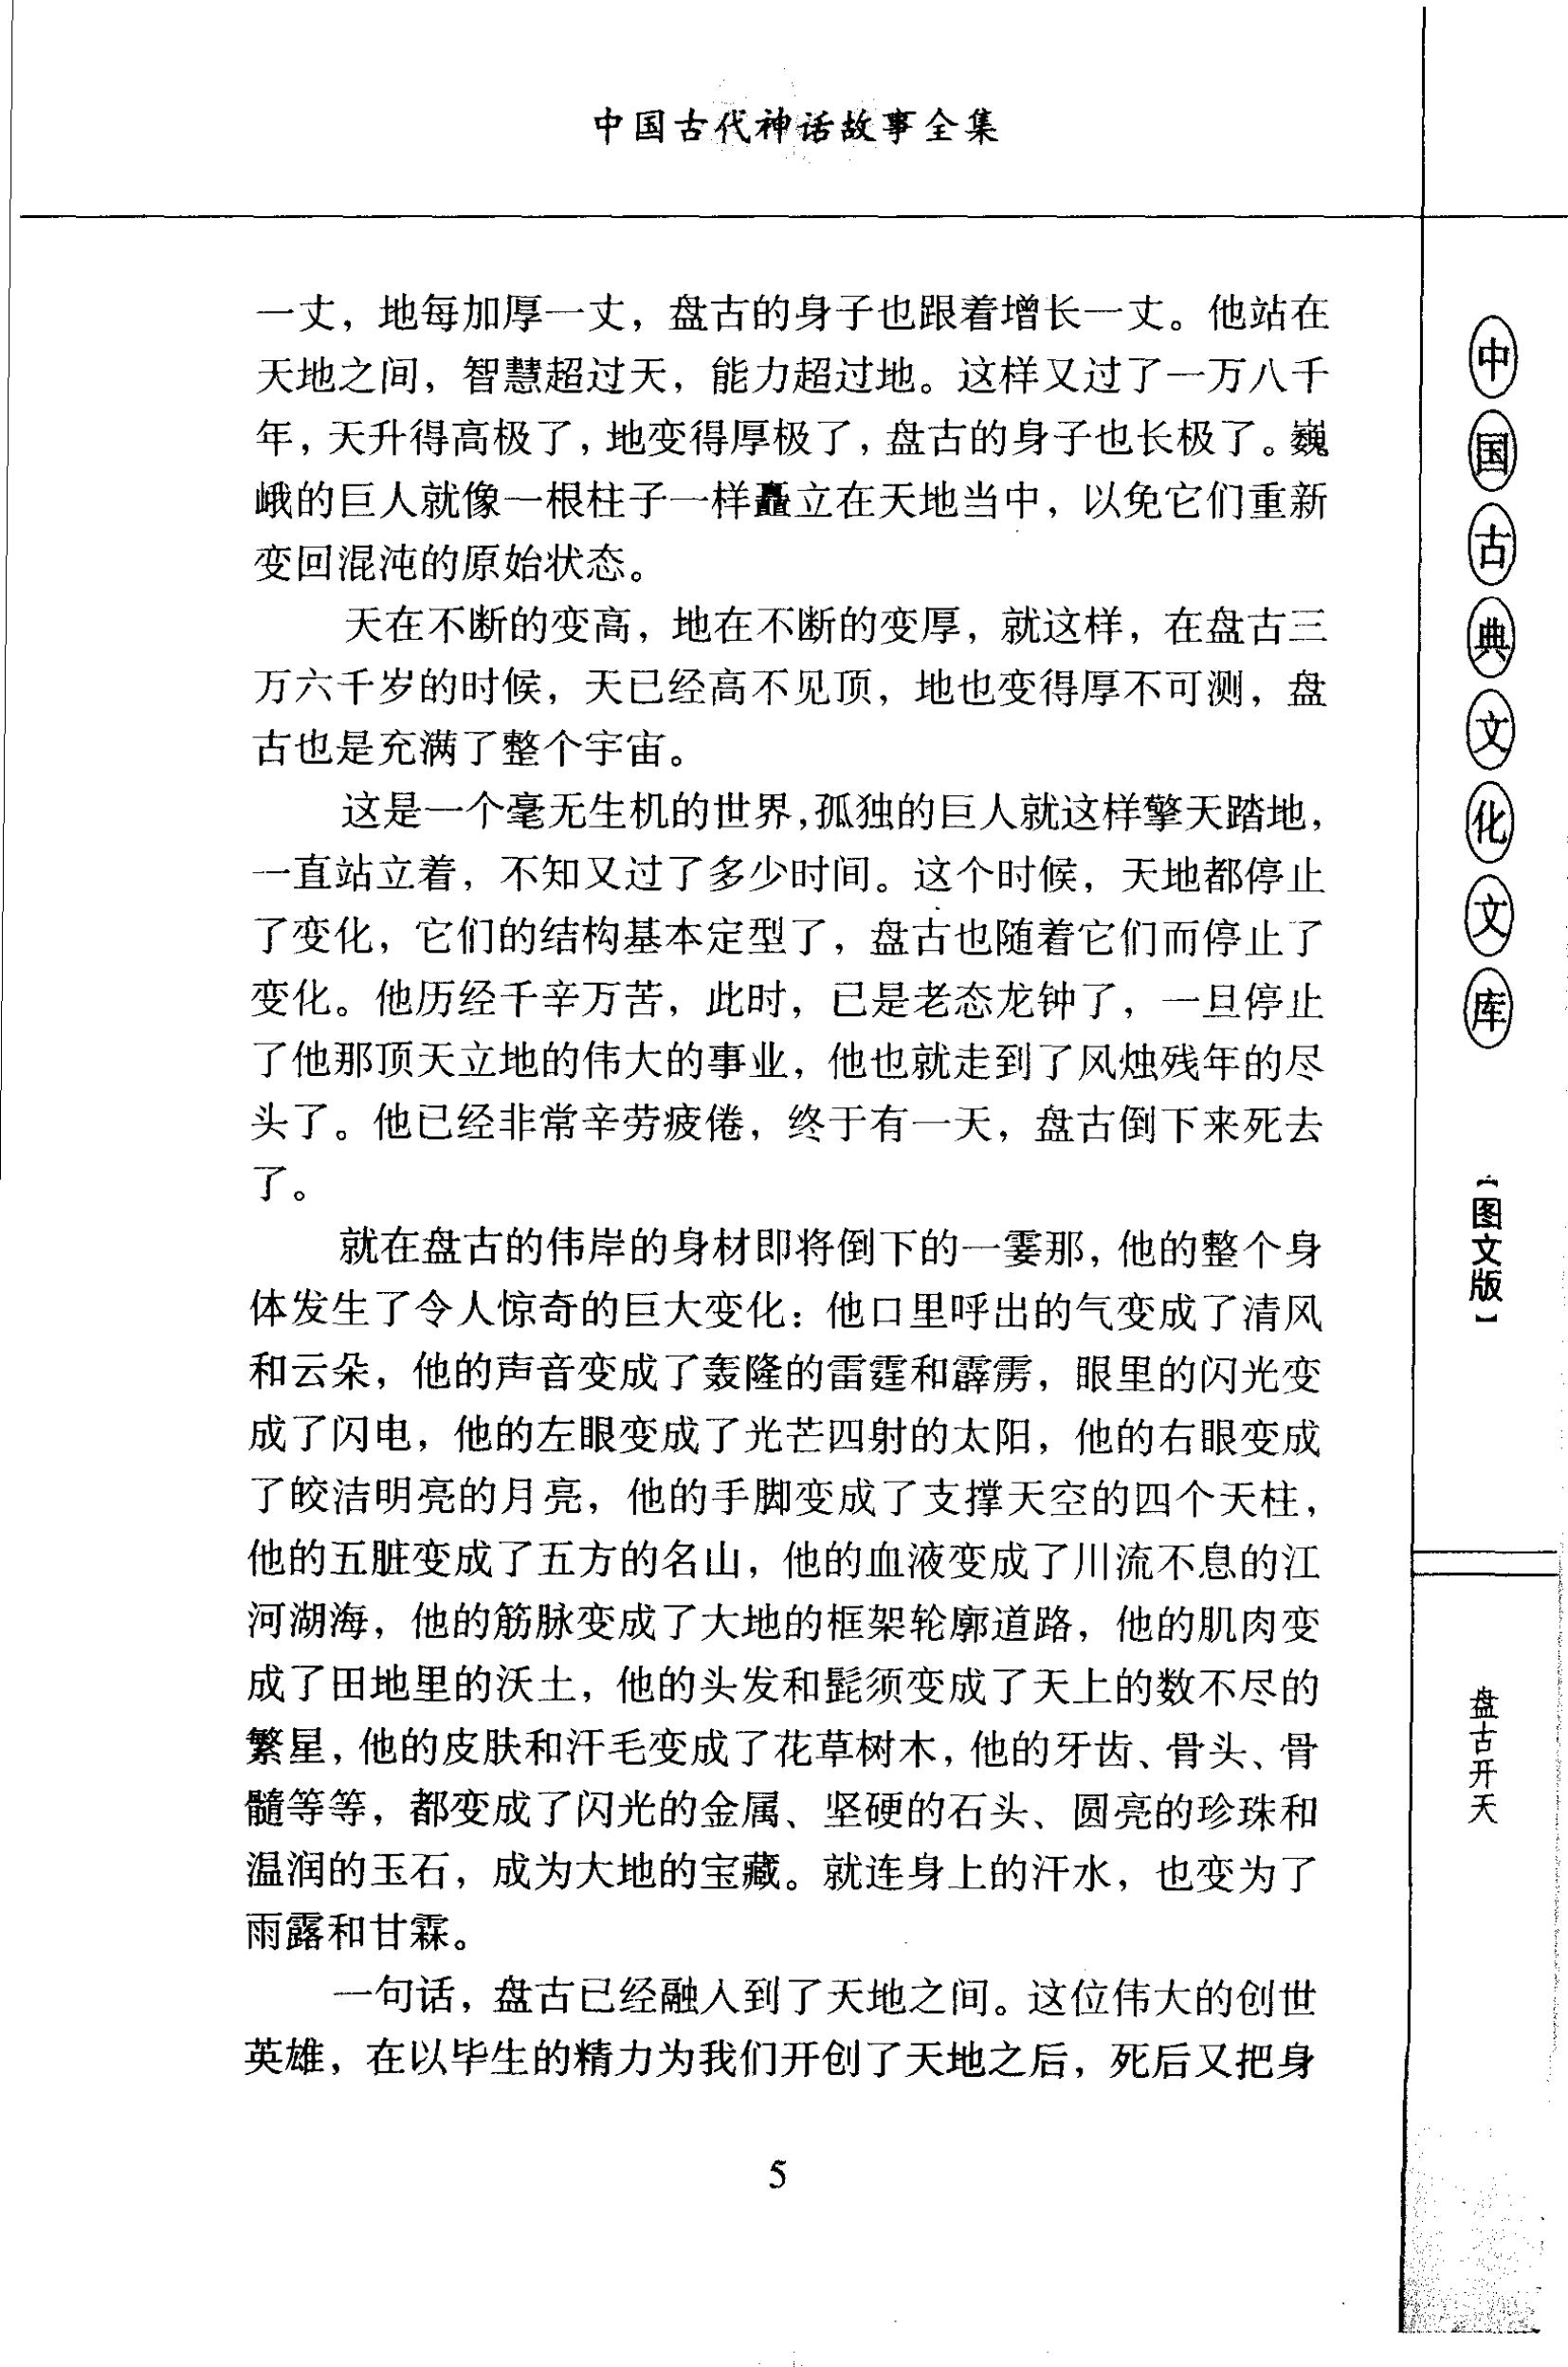 中国古代神话故事全集
一丈，地每加厚一丈，盘古的身子也跟着增长一丈。他站在
天地之间，智慧超过天，能力超过地。这样又过了一万八千
年，天升得高极了，地变得厚极了，盘古的身子也长极了。巍
峨的巨人就像一根柱子一样矗立在天地当中，以免它们重新
变回混沌的原始状态。
天在不断的变高，地在不断的变厚，就这样，在盘古三
万六千岁的时候，天已经高不见顶，地也变得厚不可测，盘
古也是充满了整个宇宙。
这是一个毫无生机的世界，孤独的巨人就这样擎天踏地，
一直站立着，不知又过了多少时间。这个时候，天地都停止
了变化，它们的结构基本定型了，盘古也随着它们而停止了
变化。他历经千辛万苦，此时，已是老态龙钟了，一旦停止
了他那顶天立地的伟大的事业，他也就走到了风烛残年的尽
头了。他已经非常辛劳疲倦，终于有一天，盘古倒下来死去
了。
就在盘古的伟岸的身材即将倒下的一霎那，他的整个身
体发生了令人惊奇的巨大变化：他口里呼出的气变成了清风
和云朵，他的声音变成了轰隆的雷霆和霹雳，眼里的闪光变
成了闪电，他的左眼变成了光芒四射的太阳，他的右眼变成
了皎洁明亮的月亮，他的手脚变成了支撑天空的四个天柱，
他的五脏变成了五方的名山，他的血液变成了川流不息的江
河湖海，他的筋脉变成了大地的框架轮廓道路，他的肌肉变
成了田地里的沃土，他的头发和髭须变成了天上的数不尽的
繁星，他的皮肤和汗毛变成了花草树木，他的牙齿、骨头、骨
髓等等，都变成了闪光的金属、坚硬的石头、圆亮的珍珠和
温润的玉石，成为大地的宝藏。就连身上的汗水，也变为了
雨露和甘霖。
一句话，盘古已经融入到了天地之间。这位伟大的创世
英雄，在以毕生的精力为我们开创了天地之后，死后又把身
5
中国古典文化文库
【图文版】
盘古开天